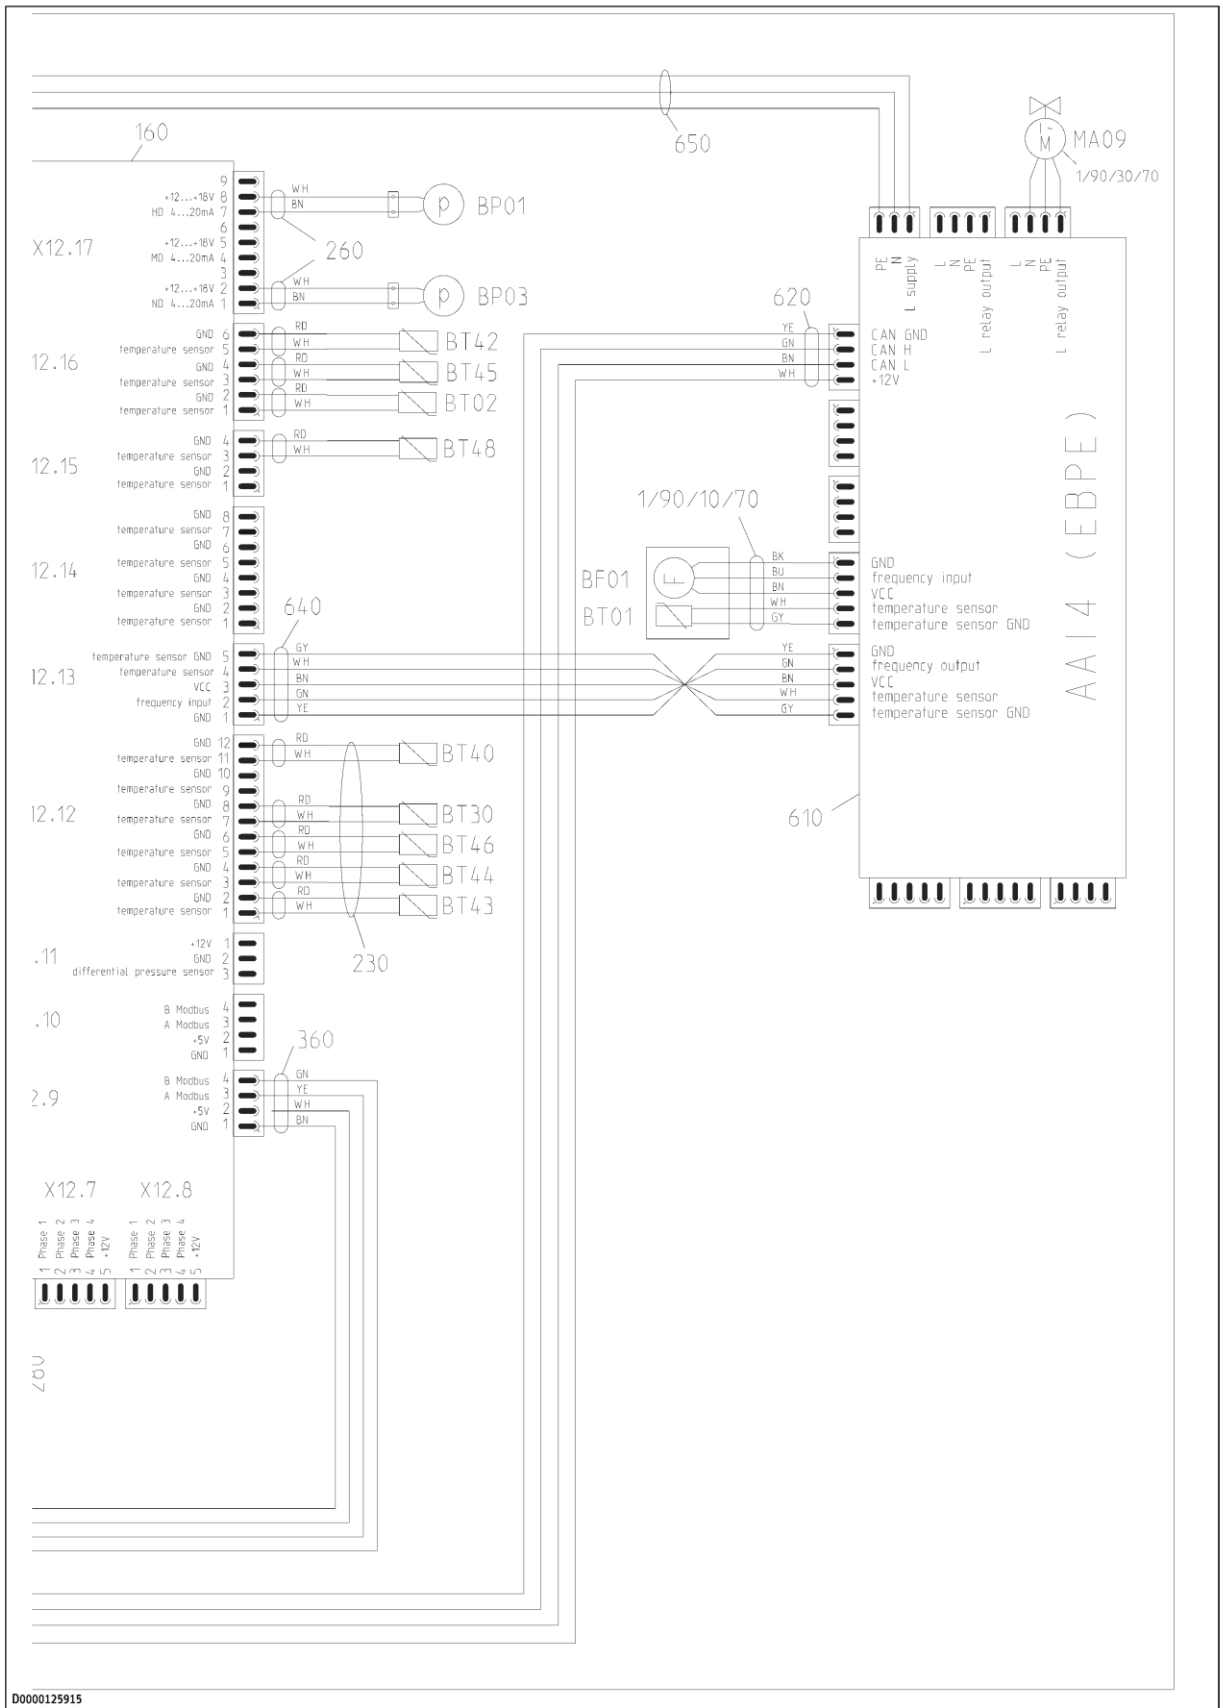 650
MA09
1/90/30/70
160
9
+12...+18V 8 WH
HD 4...20mA 7 BN
BP01
6
X12.17
+12...+18V 5
MD 4...20mA 4
260
3
+12...+18V 2 WH
ND 4...20mA 1 BN
BP03
PE
N
L supply
L
N
PE
L relay output
L
N
PE
L relay output
620
12.16
GND 6 RD
temperature sensor 5 WH
BT42
GND 4 RD
temperature sensor 3 WH
BT45
GND 2 RD
temperature sensor 1 WH
BT02
YE CAN GND
GN CAN H
BN CAN L
WH +12V
12.15
GND 4 RD
temperature sensor 3 WH
BT48
GND 2
temperature sensor 1
1/90/10/70
12.14
GND 8
temperature sensor 7
GND 6
temperature sensor 5
GND 4
temperature sensor 3
GND 2
temperature sensor 1
BF01
F
BT01
BK GND
BU frequency input
BN VCC
WH temperature sensor
GY temperature sensor GND
AA14 (EBPE)
640
12.13
temperature sensor GND 5 GY
temperature sensor 4 WH
VCC 3 BN
frequency input 2 GN
GND 1 YE
YE GND
GN frequency output
BN VCC
WH temperature sensor
GY temperature sensor GND
12.12
GND 12 RD
temperature sensor 11 WH
BT40
GND 10
temperature sensor 9
GND 8 RD
temperature sensor 7 WH
BT30
GND 6 RD
temperature sensor 5 WH
BT46
GND 4 RD
temperature sensor 3 WH
BT44
GND 2 RD
temperature sensor 1 WH
BT43
610
230
.11
+12V 1
GND 2
differential pressure sensor 3
.10
B Modbus 4
A Modbus 3
+5V 2
GND 1
360
2.9
B Modbus 4 GN
A Modbus 3 YE
+5V 2 WH
GND 1 BN
X12.7 X12.8
1 Phase 1
2 Phase 2
3 Phase 3
4 Phase 4
5 +12V
1 Phase 1
2 Phase 2
3 Phase 3
4 Phase 4
5 +12V
D0000125915